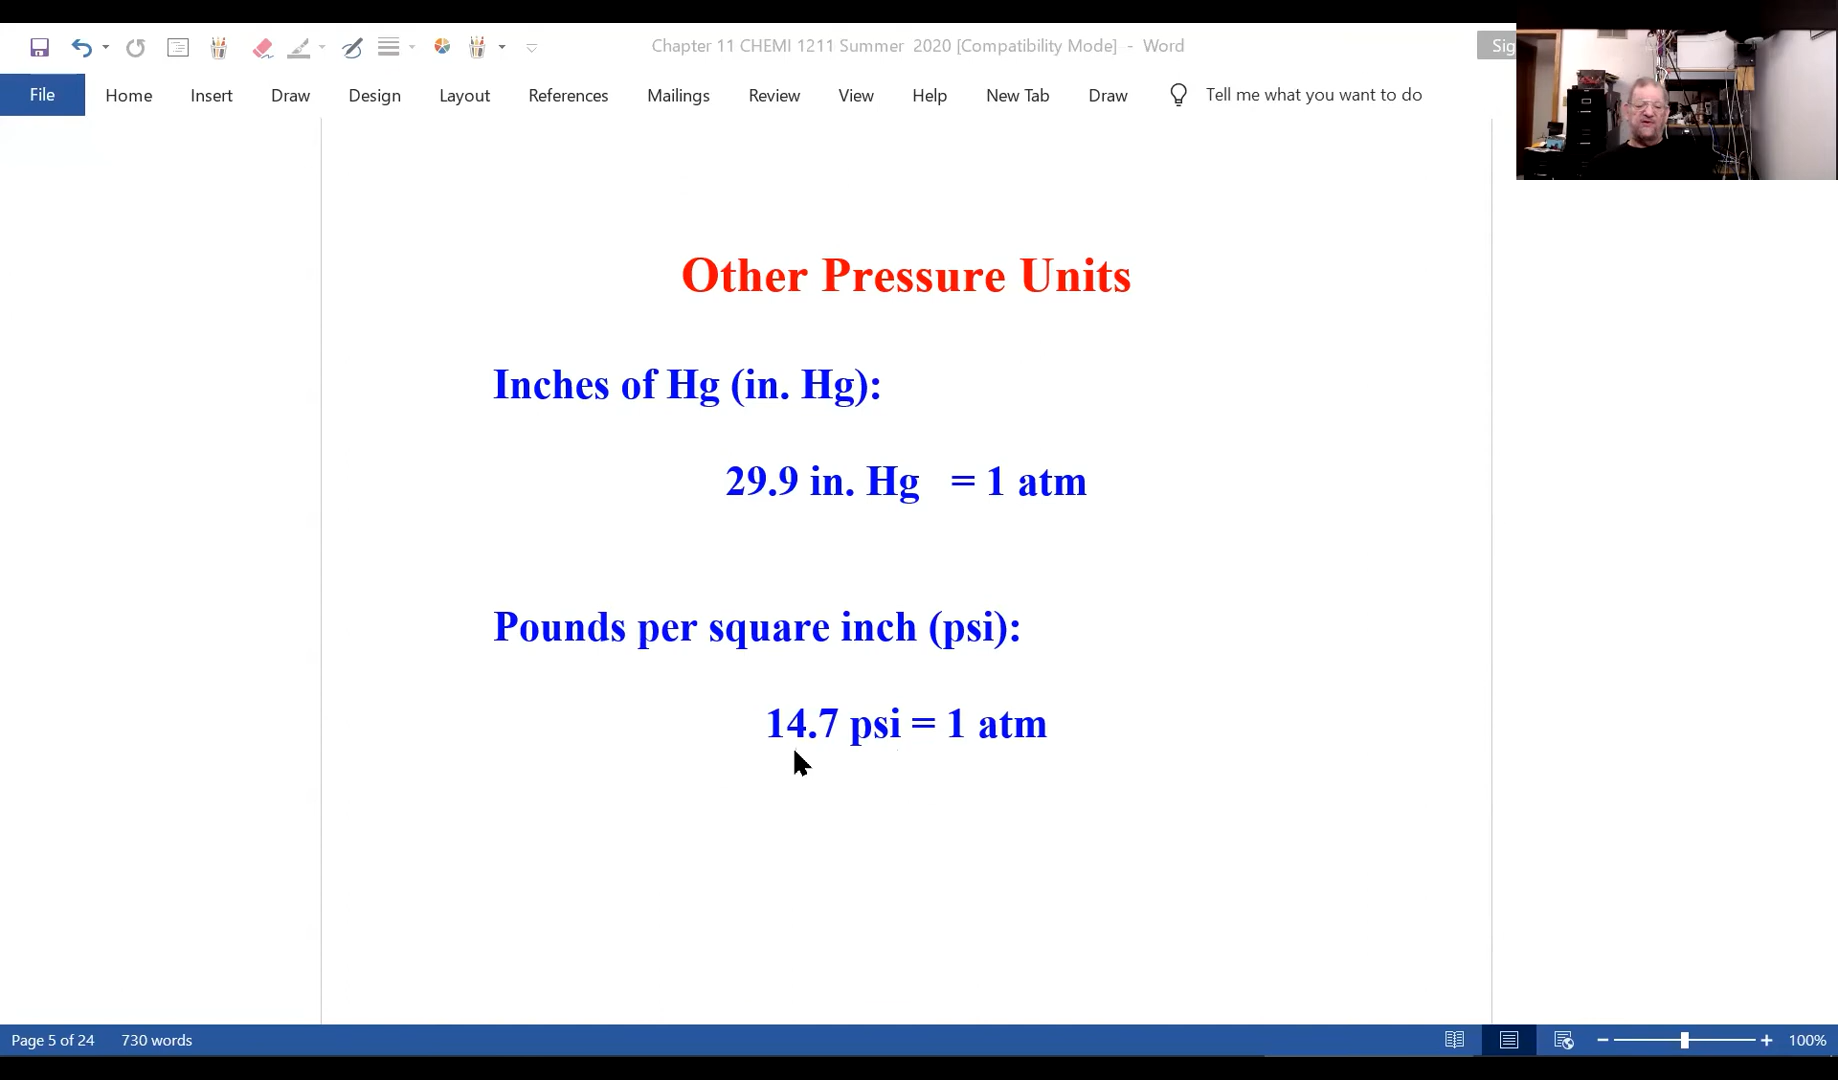 Chapter 11 CHEMI 1211 Summer 2020 [Compatibility Mode] - Word
Sig
File Home Insert Draw Design Layout References Mailings Review View Help New Tab Draw Tell me what you want to do
Other Pressure Units
Inches of Hg (in. Hg):
29.9 in. Hg = 1 atm
Pounds per square inch (psi):
14.7 psi = 1 atm
Page 5 of 24 730 words 100%